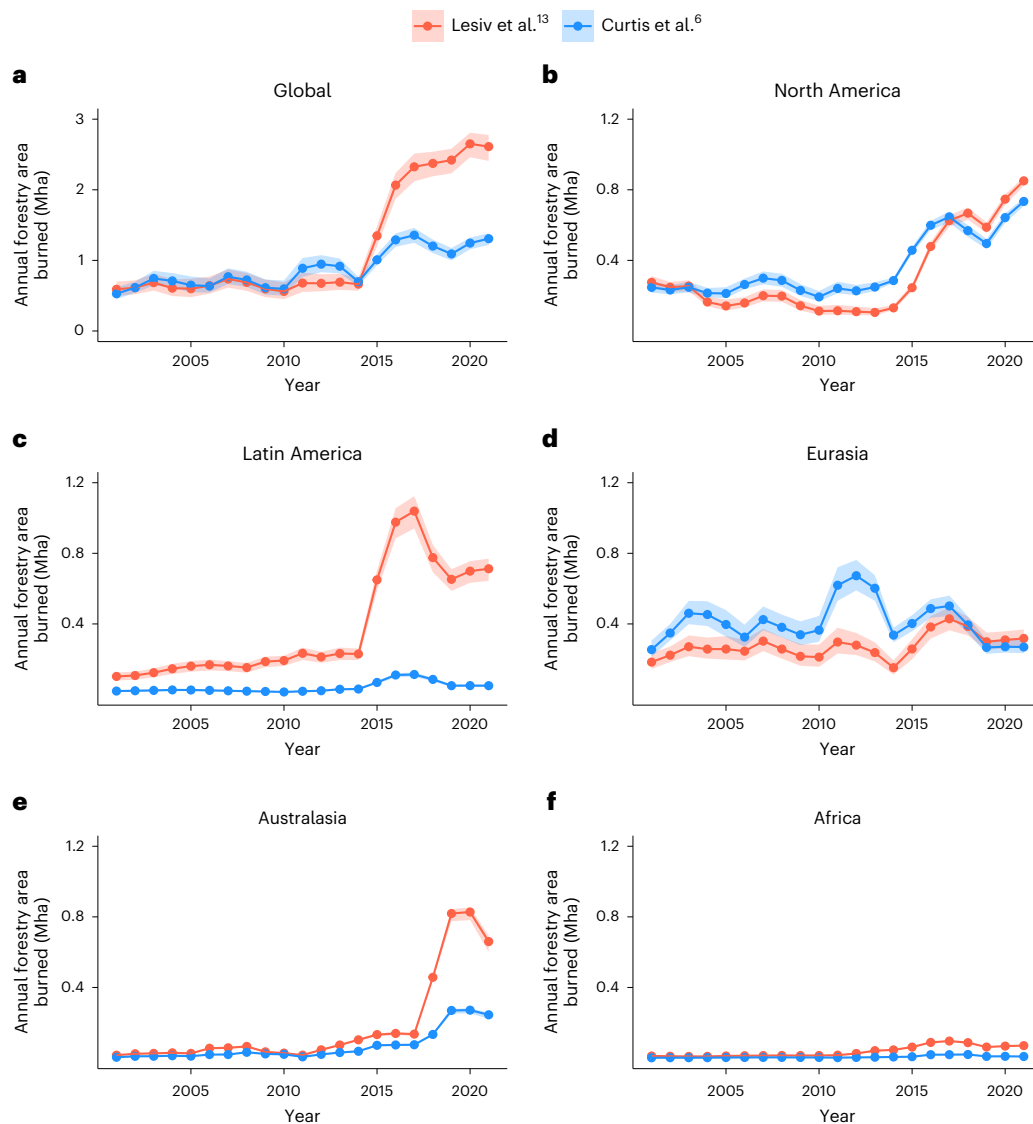 Lesiv et al.13 Curtis et al.6
a
Global
Annual forestry area
burned (Mha)
3
2
1
0
2005 2010 2015 2020
Year
b
North America
Annual forestry area
burned (Mha)
1.2
0.8
0.4
2005 2010 2015 2020
Year
c
Latin America
Annual forestry area
burned (Mha)
1.2
0.8
0.4
2005 2010 2015 2020
Year
d
Eurasia
Annual forestry area
burned (Mha)
1.2
0.8
0.4
2005 2010 2015 2020
Year
e
Australasia
Annual forestry area
burned (Mha)
1.2
0.8
0.4
2005 2010 2015 2020
Year
f
Africa
Annual forestry area
burned (Mha)
1.2
0.8
0.4
2005 2010 2015 2020
Year